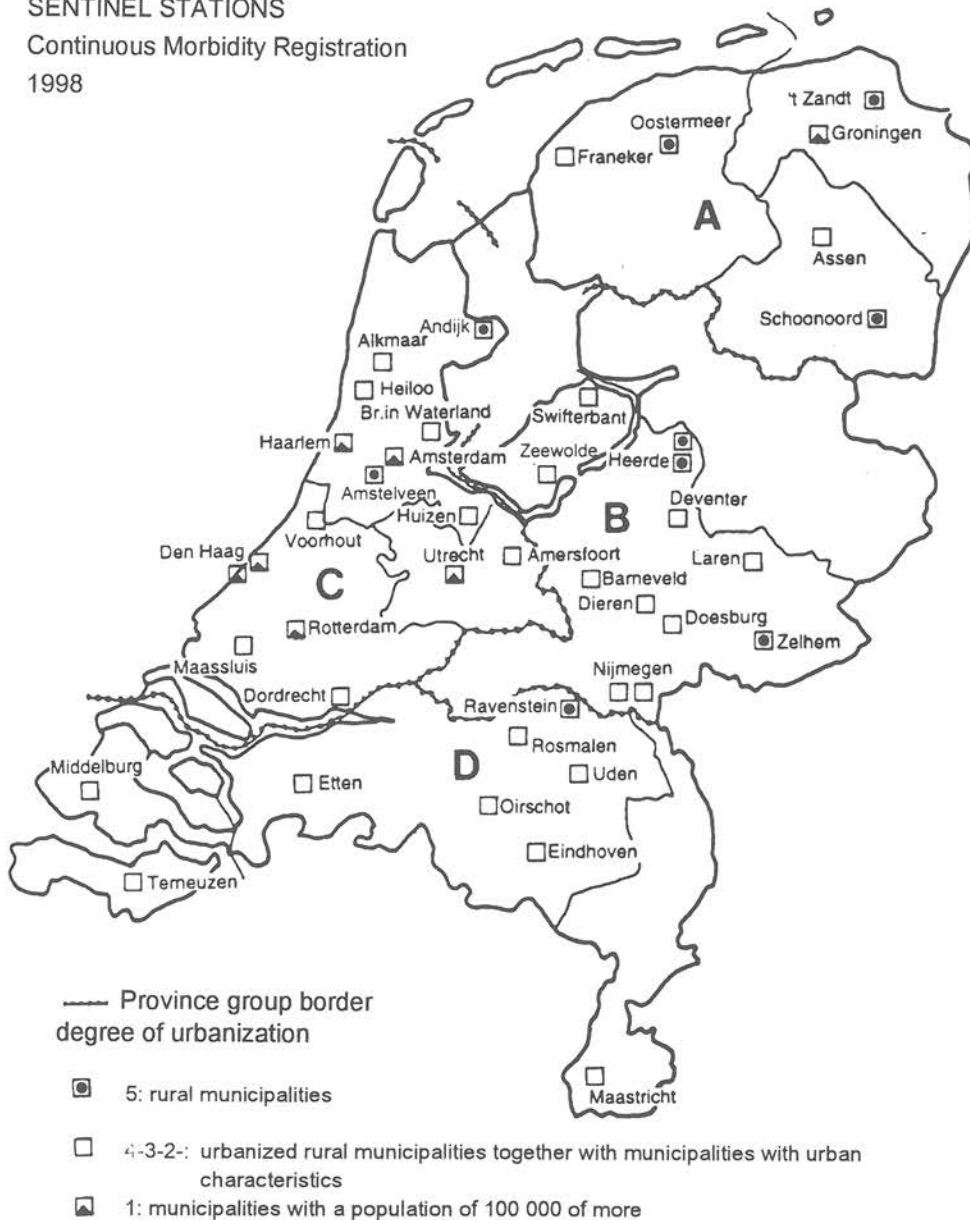 SENTINEL STATIONS
Continuous Morbidity Registration
1998
't Zandt
Oostermeer
Groningen
Franeker
A
Assen
Schoonoord
Andijk
Alkmaar
Heiloo
Swifterbant
Br.in Waterland
Haarlem
Amsterdam
Zeewolde
Heerde
Amstelveen
Deventer
B
Huizen
Voorhout
Den Haag
Utrecht
Amersfoort
Laren
C
Barneveld
Dieren
Doesburg
Rotterdam
Zelhem
Maassluis
Nijmegen
Dordrecht
Ravenstein
Rosmalen
D
Middelburg
Uden
Etten
Oirschot
Eindhoven
Terneuzen
Province group border
degree of urbanization
5: rural municipalities
Maastricht
4-3-2-: urbanized rural municipalities together with municipalities with urban
characteristics
1: municipalities with a population of 100 000 of more